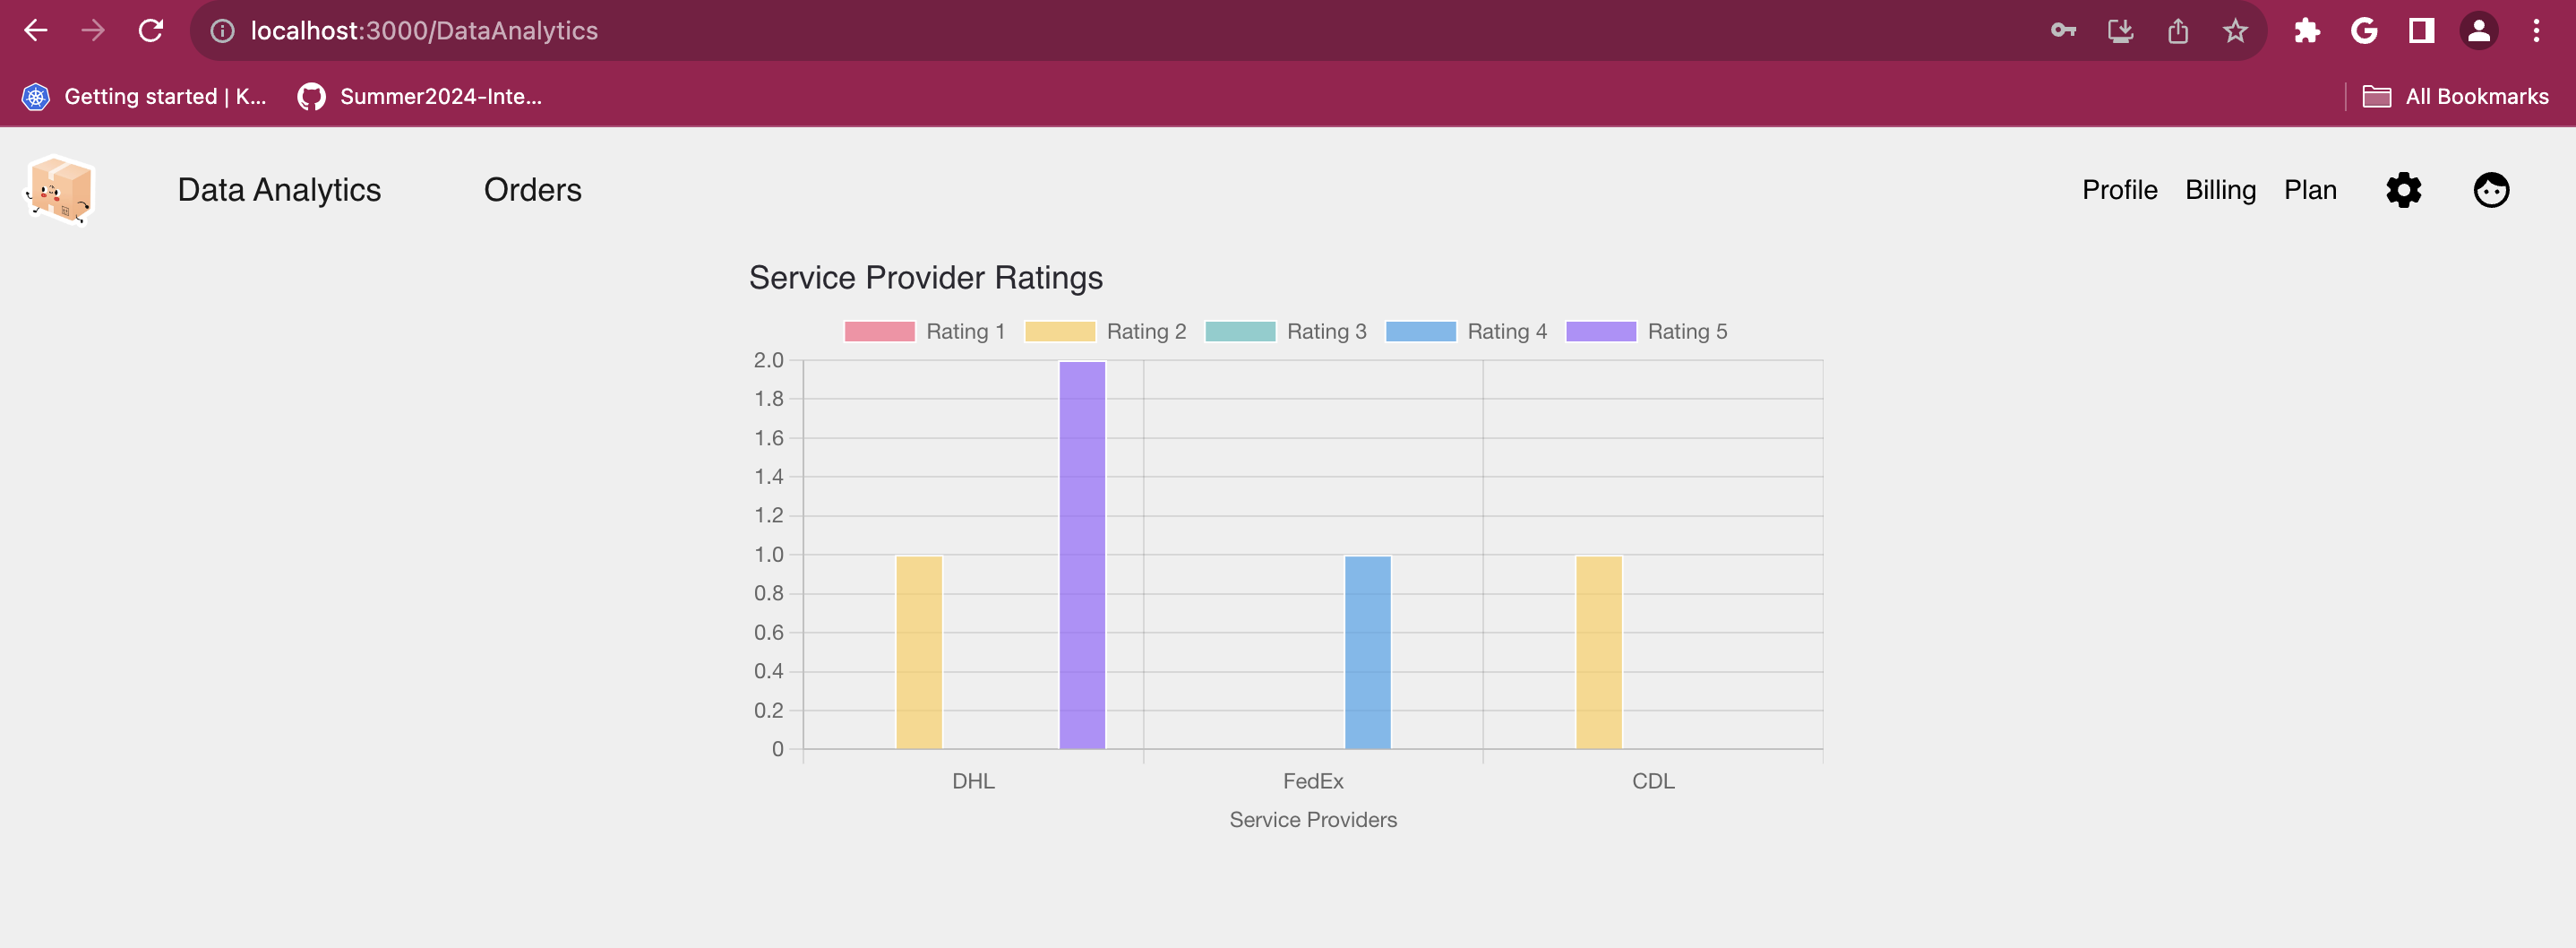 localhost:3000/DataAnalytics
Getting started | K... Summer2024-Inte... All Bookmarks
Data Analytics Orders Profile Billing Plan
Service Provider Ratings
Rating 1 Rating 2 Rating 3 Rating 4 Rating 5
2.0
1.8
1.6
1.4
1.2
1.0
0.8
0.6
0.4
0.2
0
DHL FedEx CDL
Service Providers